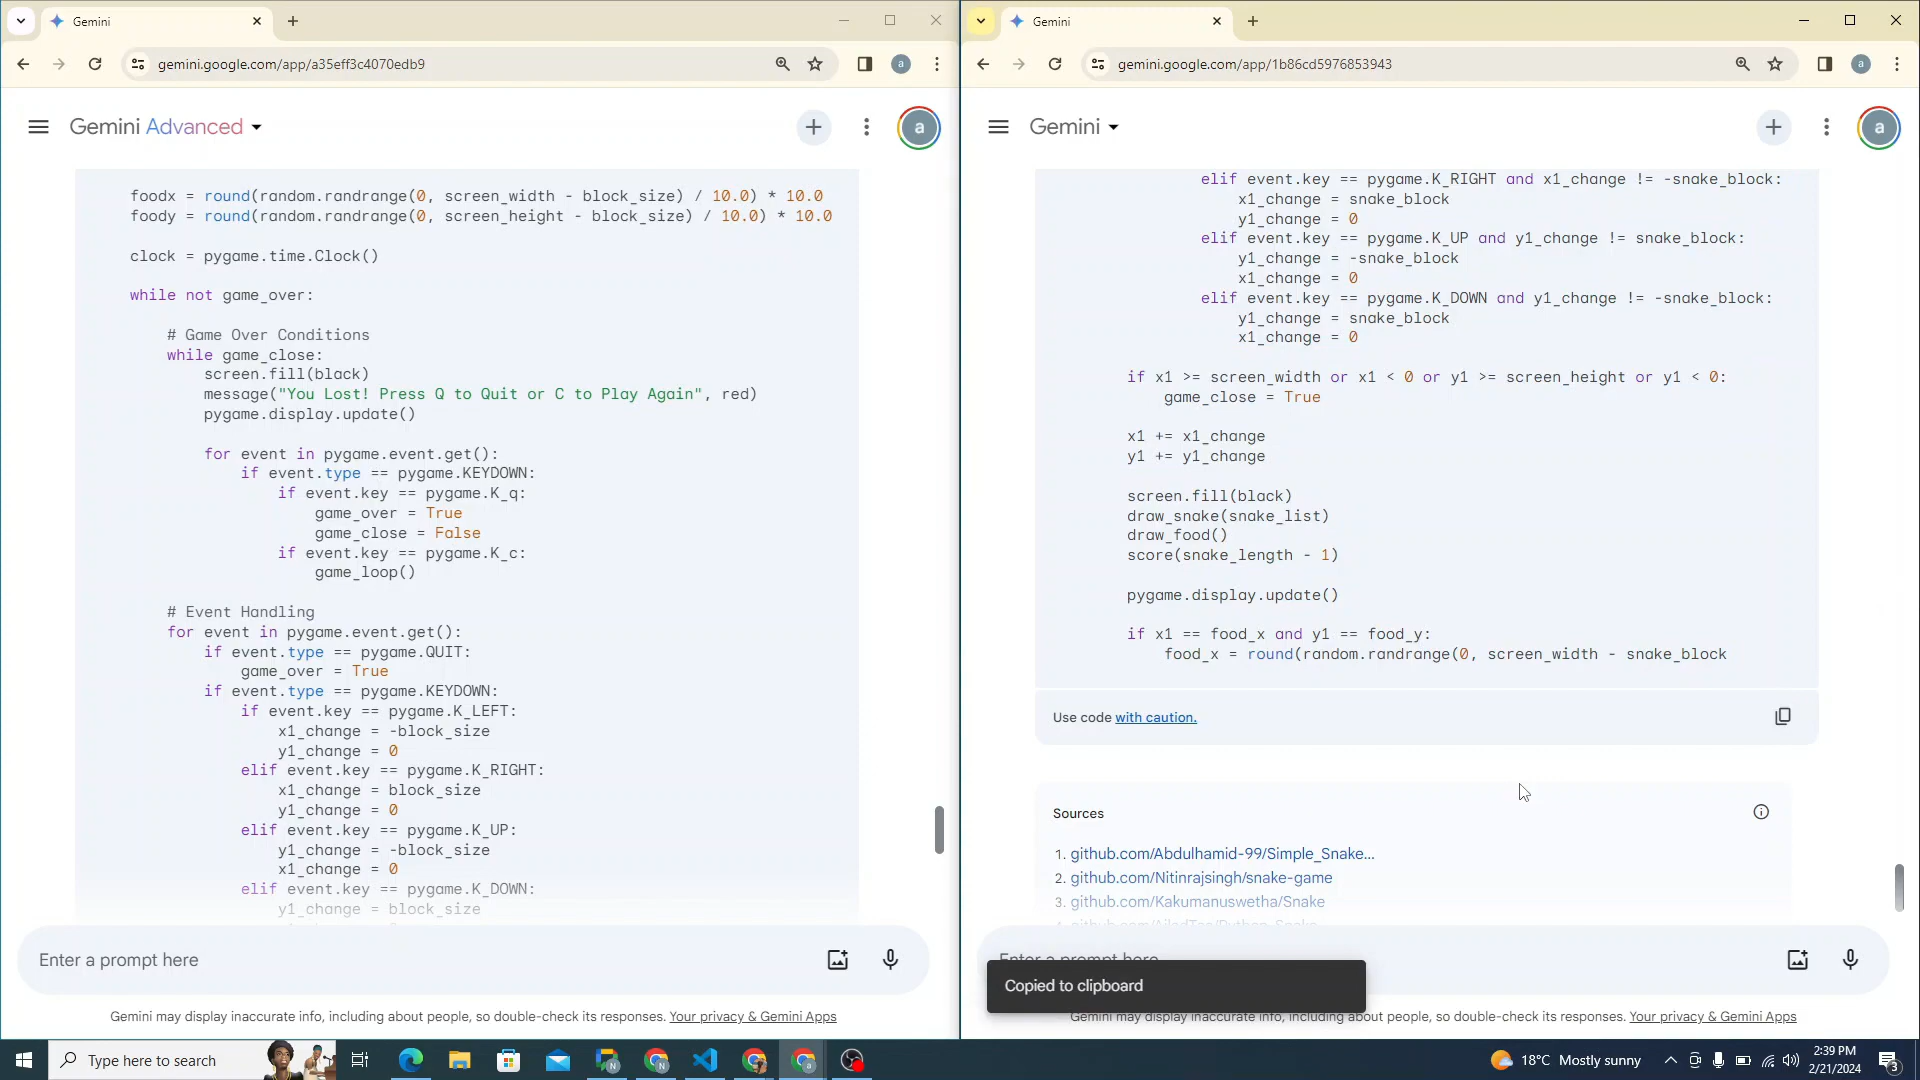 Gemini
gemini.google.com/app/a35eff3c4070edb9
a
Gemini Advanced
a
foodx = round(random.randrange(0, screen_width - block_size) / 10.0) * 10.0
foody = round(random.randrange(0, screen_height - block_size) / 10.0) * 10.0
clock = pygame.time.Clock()
while not game_over:
# Game Over Conditions
while game_close:
screen.fill(black)
message("You Lost! Press Q to Quit or C to Play Again", red)
pygame.display.update()
for event in pygame.event.get():
if event.type == pygame.KEYDOWN:
if event.key == pygame.K_q:
game_over = True
game_close = False
if event.key == pygame.K_c:
game_loop()
# Event Handling
for event in pygame.event.get():
if event.type == pygame.QUIT:
game_over = True
if event.type == pygame.KEYDOWN:
if event.key == pygame.K_LEFT:
x1_change = -block_size
y1_change = 0
elif event.key == pygame.K_RIGHT:
x1_change = block_size
y1_change = 0
elif event.key == pygame.K_UP:
y1_change = -block_size
x1_change = 0
elif event.key == pygame.K_DOWN:
y1_change = block_size
Enter a prompt here
Gemini may display inaccurate info, including about people, so double-check its responses. Your privacy & Gemini Apps
Gemini
gemini.google.com/app/1b86cd5976853943
a
Gemini
a
elif event.key == pygame.K_RIGHT and x1_change != -snake_block:
x1_change = snake_block
y1_change = 0
elif event.key == pygame.K_UP and y1_change != snake_block:
y1_change = -snake_block
x1_change = 0
elif event.key == pygame.K_DOWN and y1_change != -snake_block:
y1_change = snake_block
x1_change = 0
if x1 >= screen_width or x1 < 0 or y1 >= screen_height or y1 < 0:
game_close = True
x1 += x1_change
y1 += y1_change
screen.fill(black)
draw_snake(snake_list)
draw_food()
score(snake_length - 1)
pygame.display.update()
if x1 == food_x and y1 == food_y:
food_x = round(random.randrange(0, screen_width - snake_block
Use code with caution.
Sources
1. github.com/Abdulhamid-99/Simple_Snake...
2. github.com/Nitinrajsingh/snake-game
3. github.com/Kakumanuswetha/Snake
Enter a prompt here
Copied to clipboard
Gemini may display inaccurate info, including about people, so double-check its responses. Your privacy & Gemini Apps
Type here to search
18°C Mostly sunny
2:39 PM
2/21/2024
3